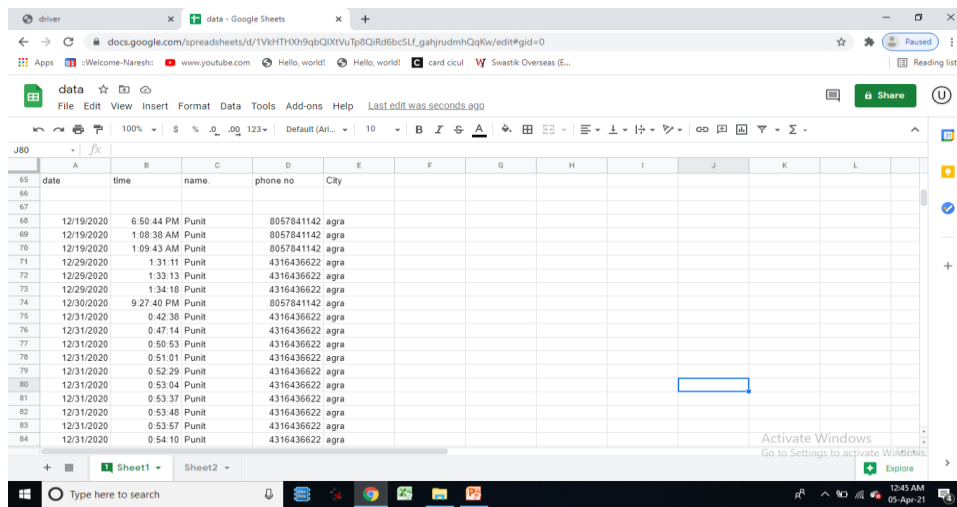 driver
data - Google Sheets
docs.google.com/spreadsheets/d/1VkHTHXh9qbQIXtVuTp8QiRd6bcSLf_gahjrudmhQqKw/edit#gid=0
Paused
Apps ::Welcome-Naresh:: www.youtube.com Hello, world! Hello, world! card cicul Swastik Overseas (E... Reading list
data
File Edit View Insert Format Data Tools Add-ons Help Last edit was seconds ago
Share
U
100% $ % .0 .00 123 Default (Ari... 10 B I S A
J80 fx
A B C D E F G H I J K L
65 date time name. phone no City
66
67
68 12/19/2020 6:50:44 PM Punit 8057841142 agra
69 12/19/2020 1:08:38 AM Punit 8057841142 agra
70 12/19/2020 1:09:43 AM Punit 8057841142 agra
71 12/29/2020 1:31:11 Punit 4316436622 agra
72 12/29/2020 1:33:13 Punit 4316436622 agra
73 12/29/2020 1:34:18 Punit 4316436622 agra
74 12/30/2020 9:27:40 PM Punit 8057841142 agra
75 12/31/2020 0:42:38 Punit 4316436622 agra
76 12/31/2020 0:47:14 Punit 4316436622 agra
77 12/31/2020 0:50:53 Punit 4316436622 agra
78 12/31/2020 0:51:01 Punit 4316436622 agra
79 12/31/2020 0:52:29 Punit 4316436622 agra
80 12/31/2020 0:53:04 Punit 4316436622 agra
81 12/31/2020 0:53:37 Punit 4316436622 agra
82 12/31/2020 0:53:48 Punit 4316436622 agra
83 12/31/2020 0:53:57 Punit 4316436622 agra
84 12/31/2020 0:54:10 Punit 4316436622 agra
Activate Windows
Go to Settings to activate Windows.
1 Sheet1 Sheet2 Explore
Type here to search
12:45 AM
05-Apr-21
4